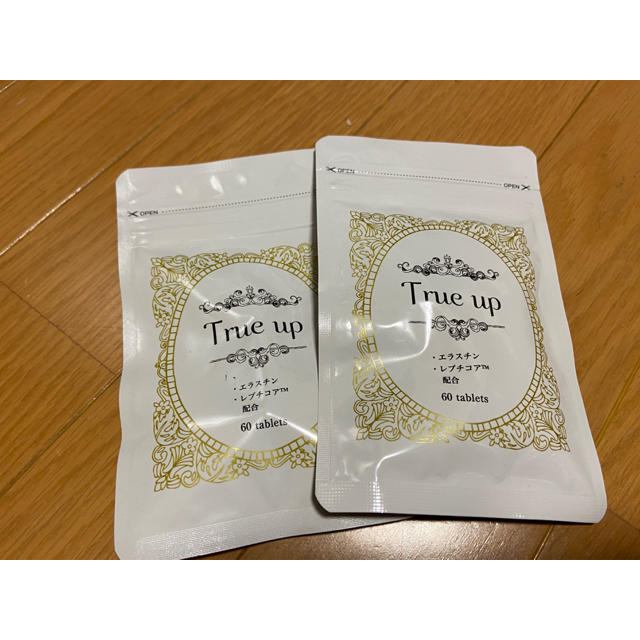 OPEN
True up
・エラスチン
・レプチコア™
配合
60 tablets
OPEN
True up
・エラスチン
・レプチコア™
配合
60 tablets